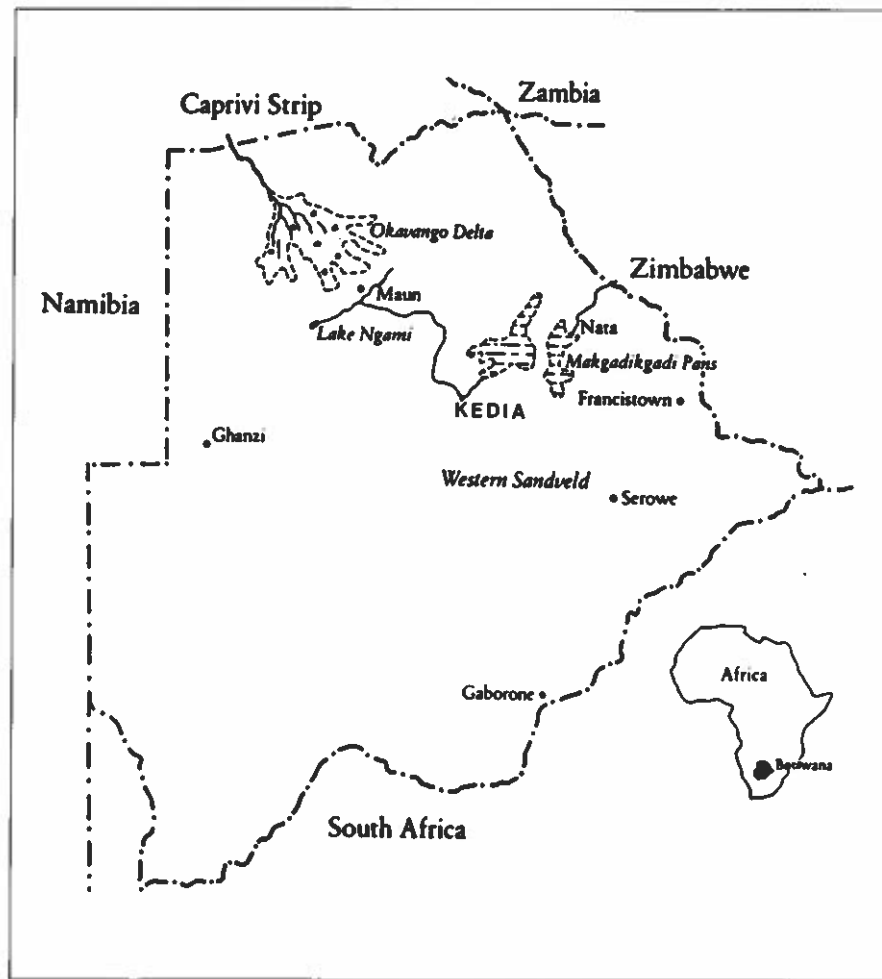 Caprivi Strip
Zambia
Okavango Delta
Zimbabwe
Namibia
Maun
Lake Ngami
Nata
Makgadikgadi Pans
KEDIA
Francistown
Ghanzi
Western Sandveld
Serowe
Gaborone
Africa
Botswana
South Africa